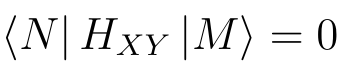 ⟨N| H_{XY} |M⟩ = 0